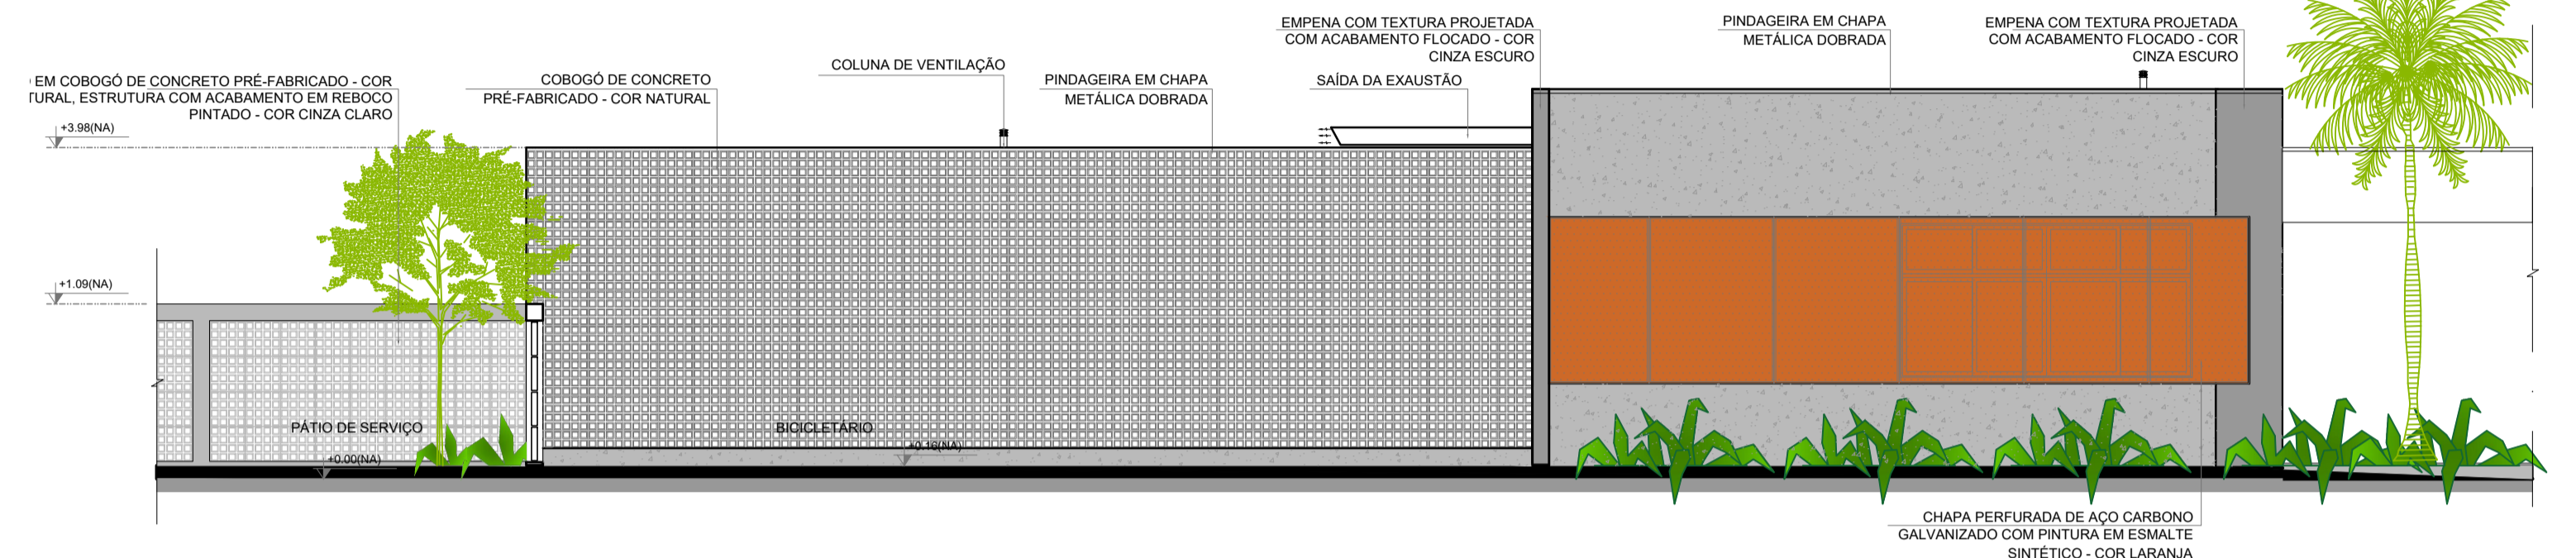 EM COBOGÓ DE CONCRETO PRÉ-FABRICADO - COR
TURAL, ESTRUTURA COM ACABAMENTO EM REBOCO
PINTADO - COR CINZA CLARO
COBOGÓ DE CONCRETO
PRÉ-FABRICADO - COR NATURAL
COLUNA DE VENTILAÇÃO
PINDAGEIRA EM CHAPA
METÁLICA DOBRADA
EMPENA COM TEXTURA PROJETADA
COM ACABAMENTO FLOCADO - COR
CINZA ESCURO
SAÍDA DA EXAUSTÃO
PINDAGEIRA EM CHAPA
METÁLICA DOBRADA
EMPENA COM TEXTURA PROJETADA
COM ACABAMENTO FLOCADO - COR
CINZA ESCURO
+3.98(NA)
+1.09(NA)
PÁTIO DE SERVIÇO
BICICLETÁRIO
+0.16(NA)
+0.00(NA)
CHAPA PERFURADA DE AÇO CARBONO
GALVANIZADO COM PINTURA EM ESMALTE
SINTÉTICO - COR LARANJA